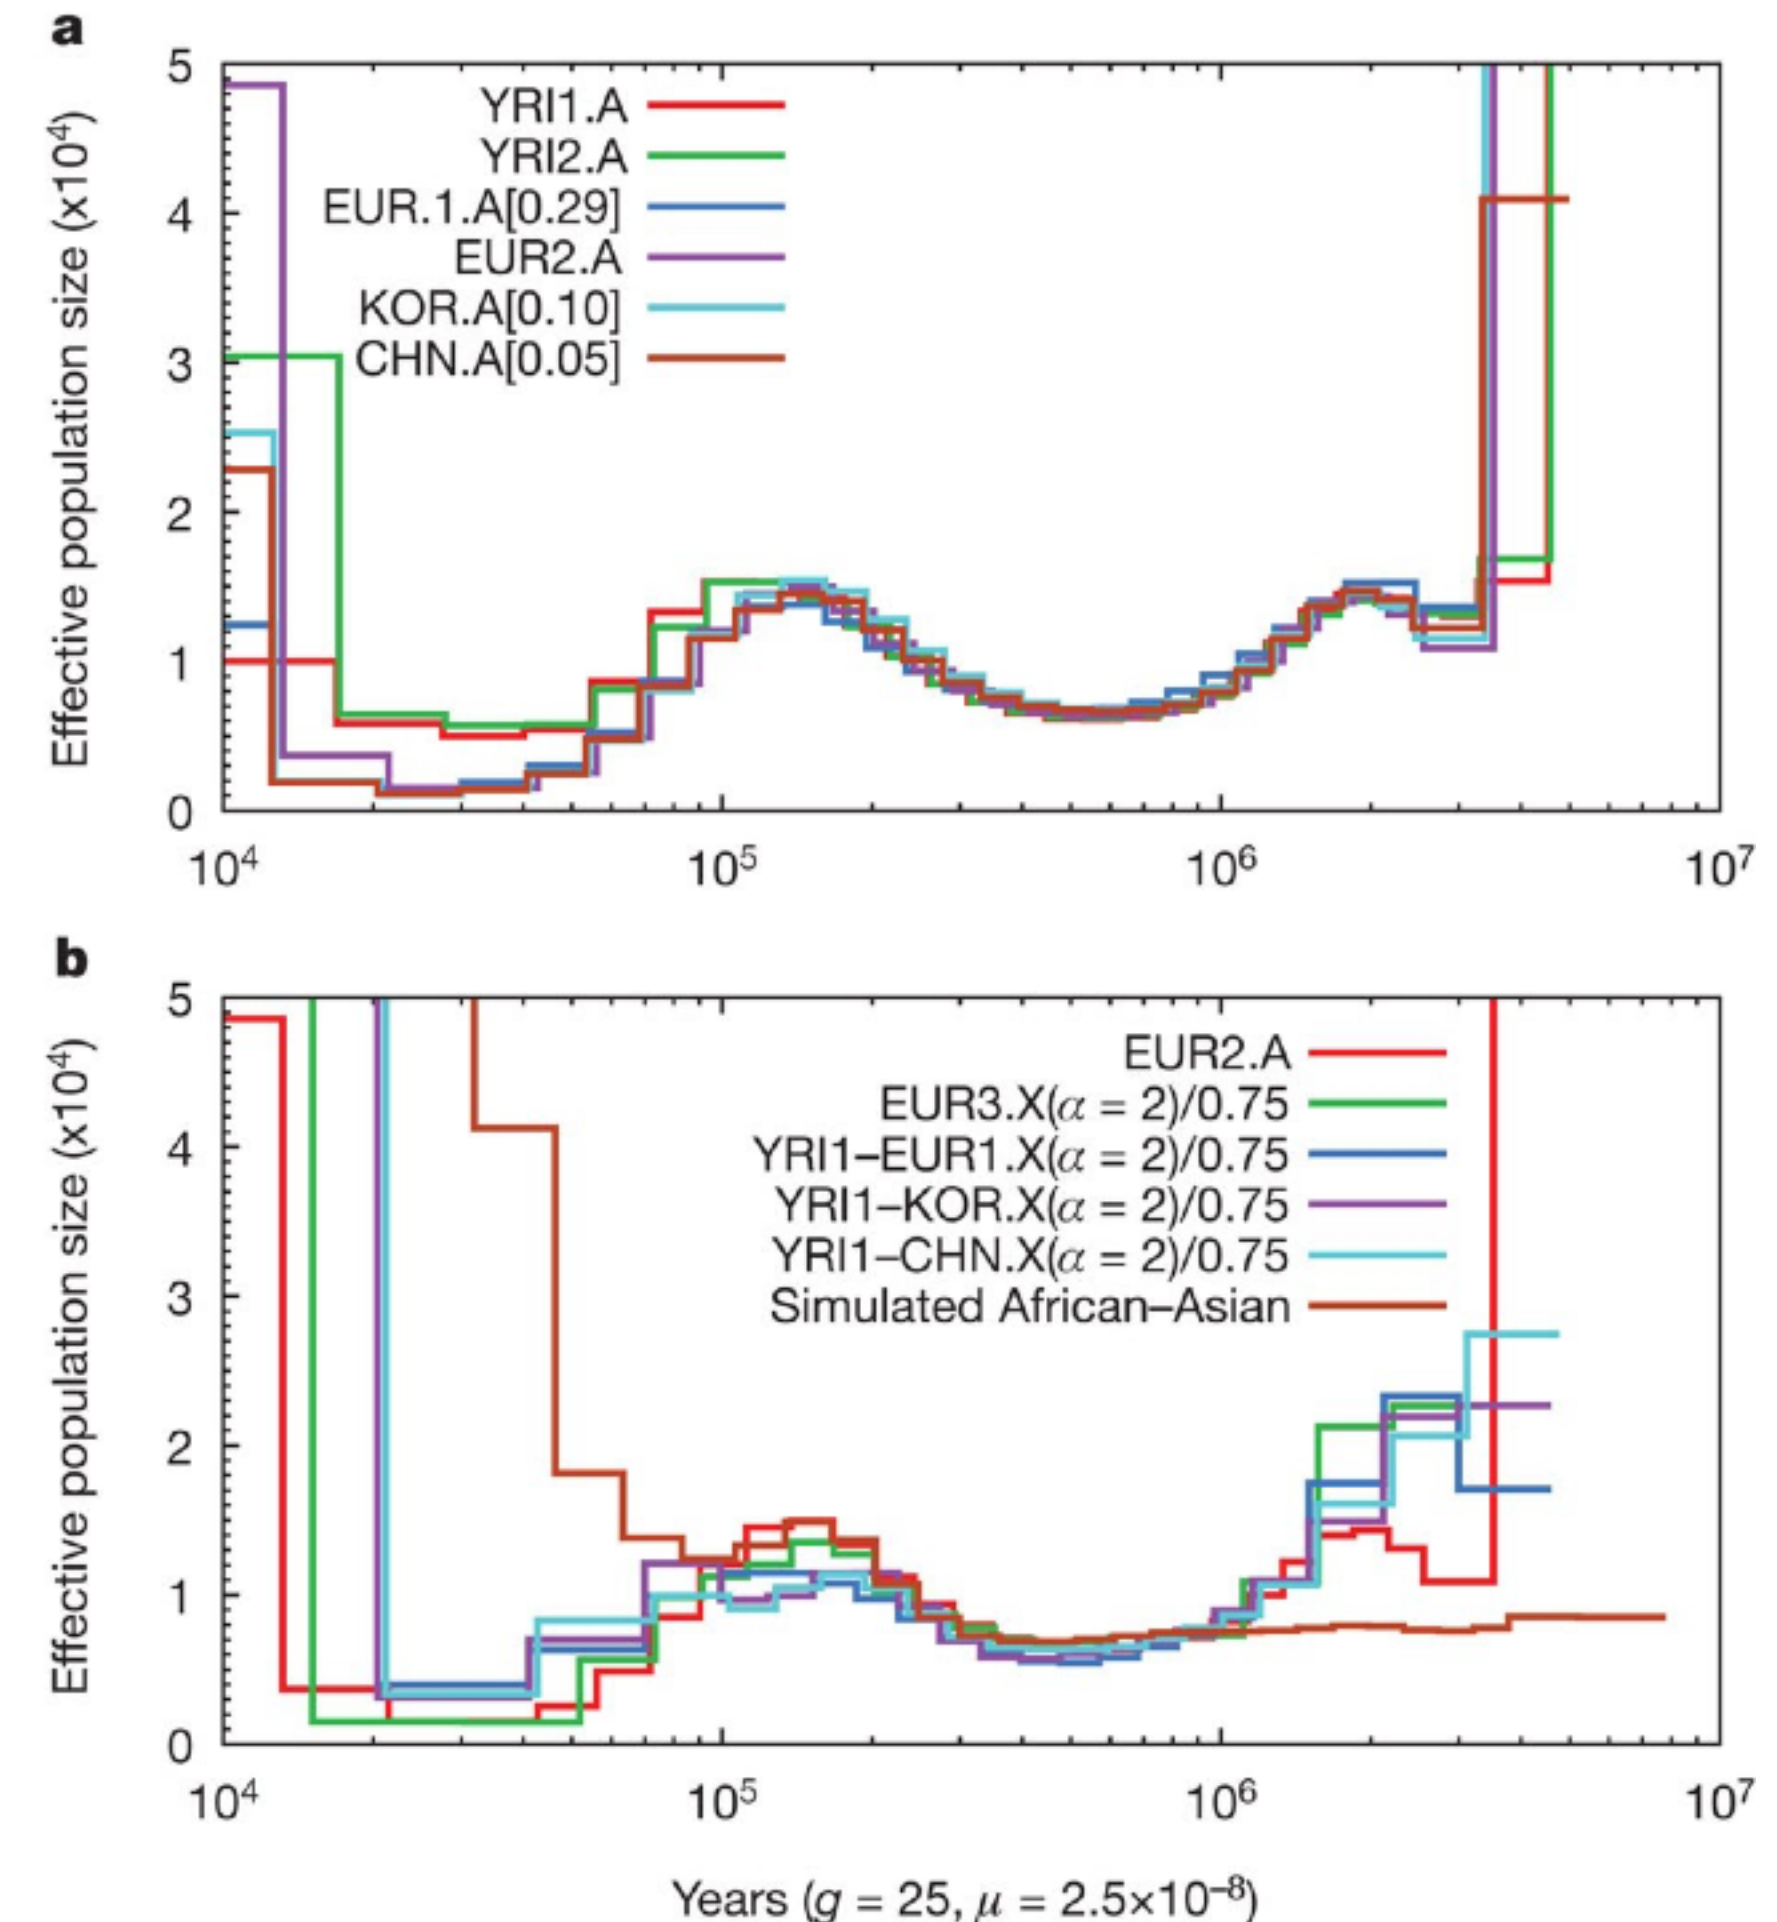 a
Effective population size (x10⁴)
5
4
3
2
1
0
YRI1.A
YRI2.A
EUR.1.A[0.29]
EUR2.A
KOR.A[0.10]
CHN.A[0.05]
10⁴ 10⁵ 10⁶ 10⁷
b
Effective population size (x10⁴)
5
4
3
2
1
0
EUR2.A
EUR3.X(α = 2)/0.75
YRI1–EUR1.X(α = 2)/0.75
YRI1–KOR.X(α = 2)/0.75
YRI1–CHN.X(α = 2)/0.75
Simulated African–Asian
10⁴ 10⁵ 10⁶ 10⁷
Years (g = 25, μ = 2.5×10⁻⁸)